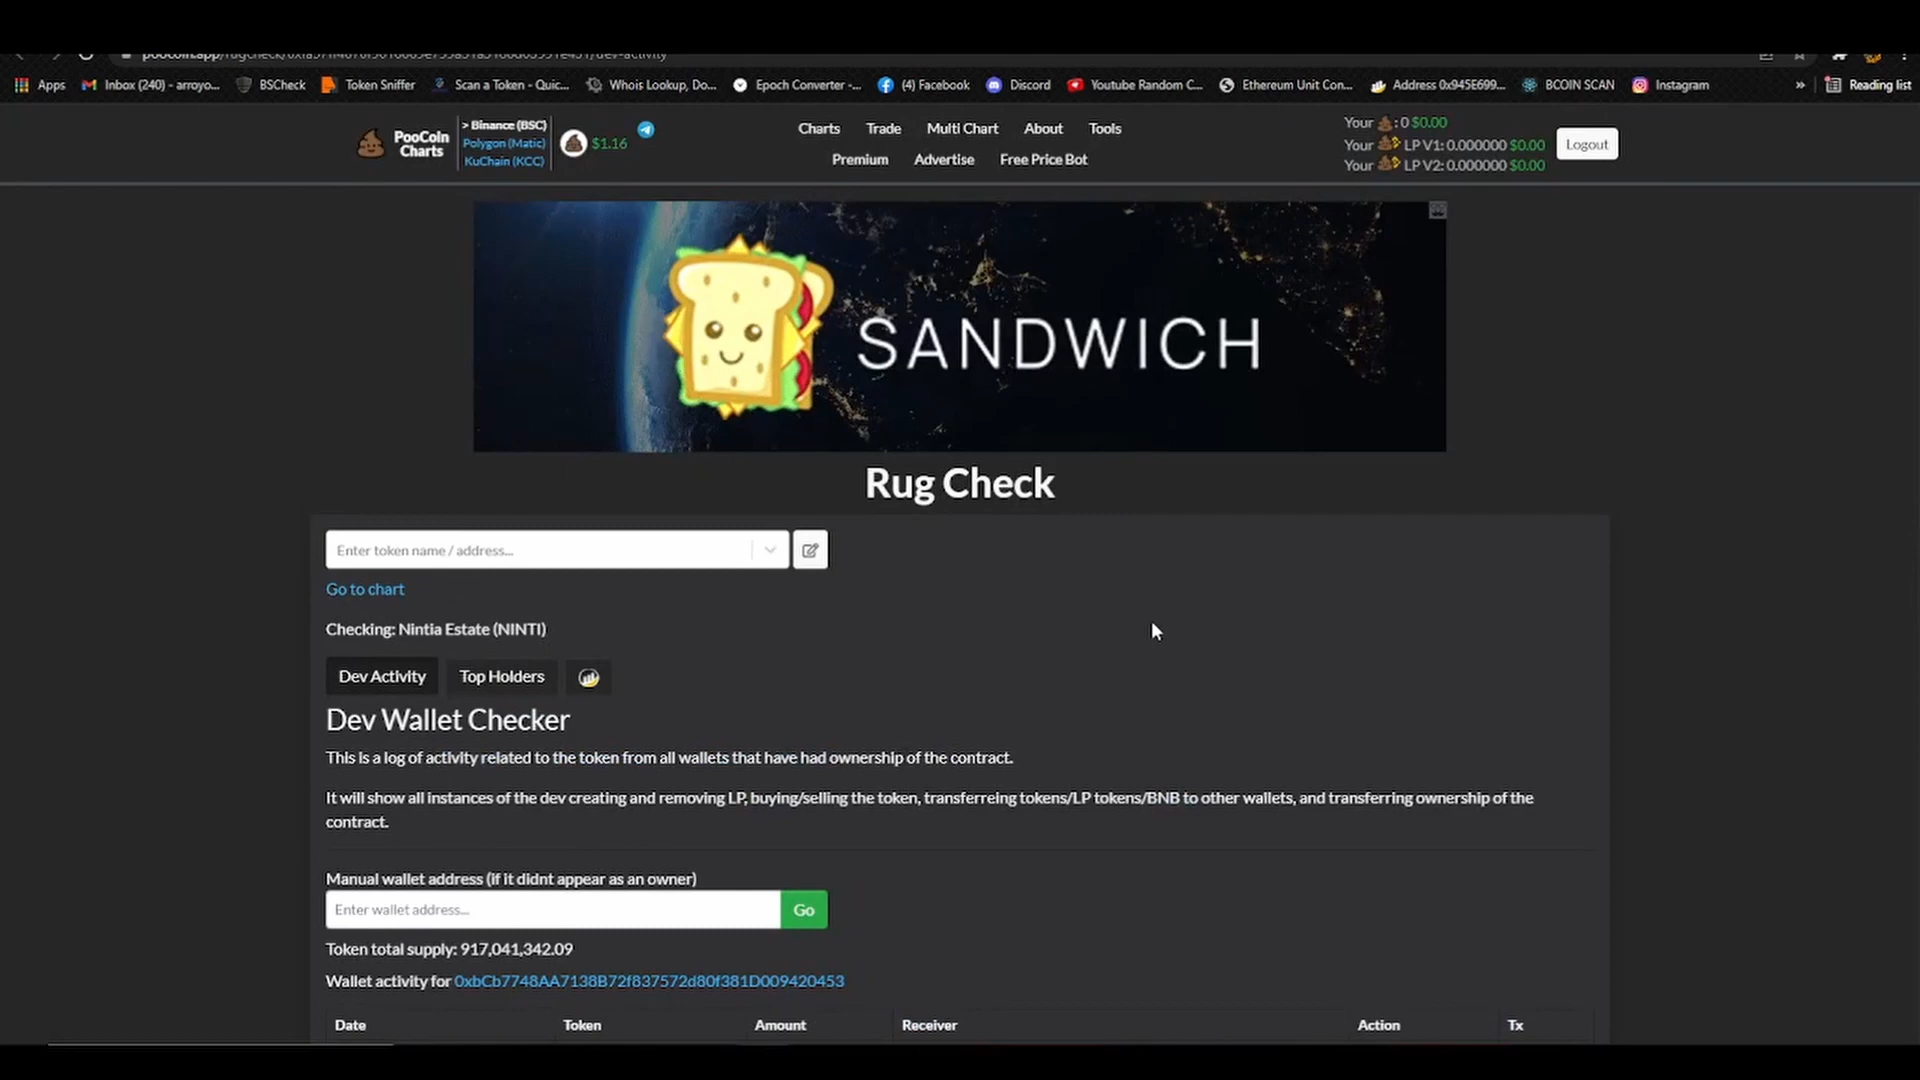 Apps Inbox (240) - arroyo... BSCheck Token Sniffer Scan a Token - Quic... Whois Lookup, Do... Epoch Converter -... (4) Facebook Discord Youtube Random C... Ethereum Unit Con... Address 0x945E699... BCOIN SCAN Instagram » Reading list
PooCoin
Charts
> Binance (BSC)
Polygon (Matic)
KuChain (KCC)
$1.16
Charts Trade Multi Chart About Tools
Premium Advertise Free Price Bot
Your : 0 $0.00
Your LP V1: 0.000000 $0.00
Your LP V2: 0.000000 $0.00
Logout
SANDWICH
Rug Check
Enter token name / address...
Go to chart
Checking: Nintia Estate (NINTI)
Dev Activity Top Holders
Dev Wallet Checker
This is a log of activity related to the token from all wallets that have had ownership of the contract.
It will show all instances of the dev creating and removing LP, buying/selling the token, transferreing tokens/LP tokens/BNB to other wallets, and transferring ownership of the
contract.
Manual wallet address (if it didnt appear as an owner)
Enter wallet address... Go
Token total supply: 917,041,342.09
Wallet activity for 0xbCb7748AA7138B72f837572d80f381D009420453
Date Token Amount Receiver Action Tx